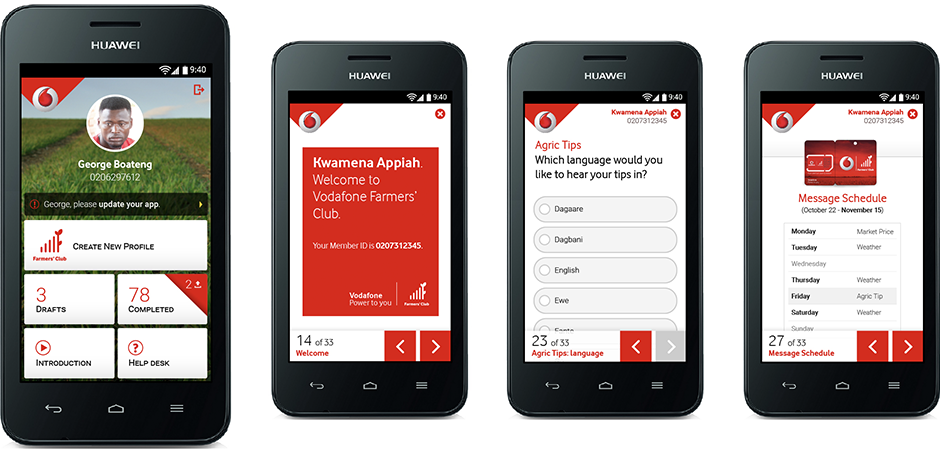 HUAWEI
9:40
George Boateng
0206297612
George, please update your app.
CREATE NEW PROFILE
Farmers' Club
3
DRAFTS
78
COMPLETED
2
INTRODUCTION
HELP DESK
HUAWEI
9:40
Kwamena Appiah.
Welcome to
Vodafone Farmers'
Club.
Your Member ID is 0207312345.
Vodafone
Power to you
Farmers' Club
14 of 33
Welcome
HUAWEI
9:40
Kwamena Appiah
0207312345
Agric Tips
Which language would you
like to hear your tips in?
Dagaare
Dagbani
English
Ewe
23 of 33
Agric Tips: language
HUAWEI
9:40
Kwamena Appiah
0207312345
Message Schedule
(October 22 - November 15)
Monday Market Price
Tuesday Weather
Wednesday
Thursday Weather
Friday Agric Tip
Saturday Weather
Sunday
27 of 33
Message Schedule